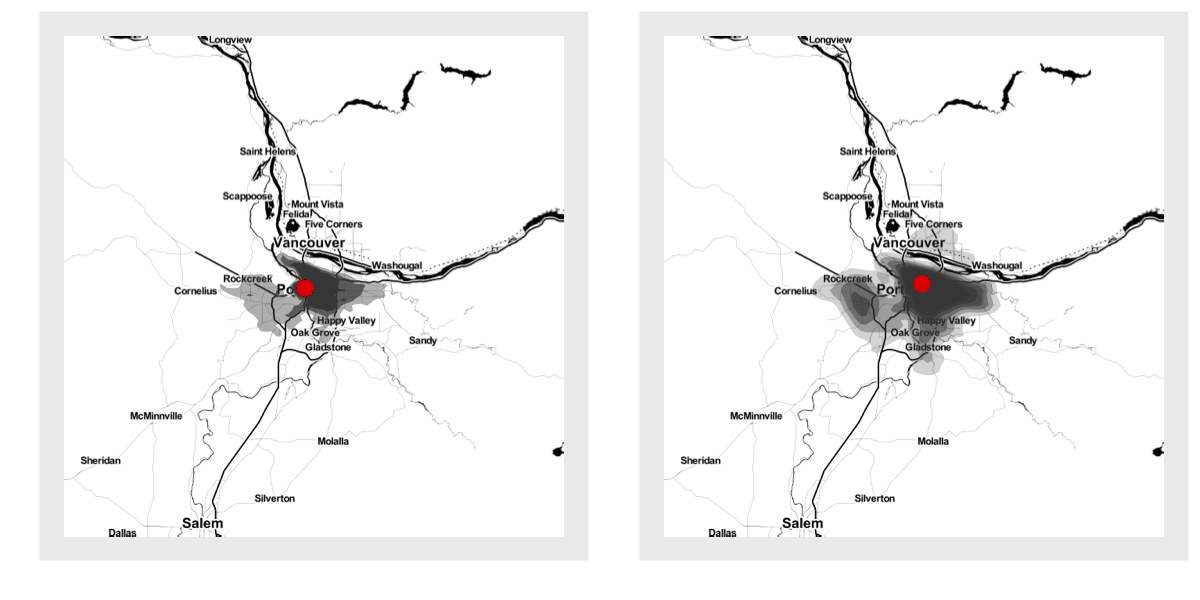 Longview
Saint Helens
Scappoose
Mount Vista
Felida
Five Corners
Vancouver
Washougal
Rockcreek
Cornelius
Po
Happy Valley
Oak Grove
Gladstone
Sandy
McMinnville
Molalla
Sheridan
Silverton
Salem
Dallas
Longview
Saint Helens
Scappoose
Mount Vista
Felida
Five Corners
Vancouver
Washougal
Rockcreek
Cornelius
Port
Happy Valley
Oak Grove
Gladstone
Sandy
McMinnville
Molalla
Sheridan
Silverton
Salem
Dallas